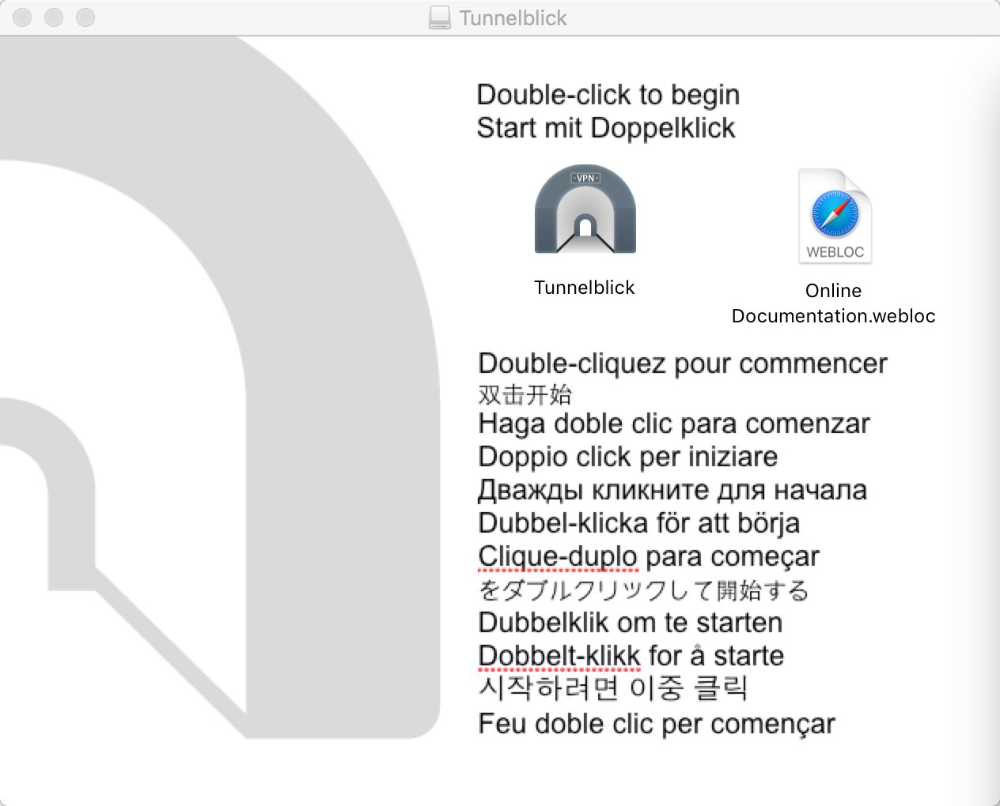 Tunnelblick
Double-click to begin
Start mit Doppelklick
VPN
WEBLOC
Tunnelblick
Online
Documentation.webloc
Double-cliquez pour commencer
双击开始
Haga doble clic para comenzar
Doppio click per iniziare
Дважды кликните для начала
Dubbel-klicka för att börja
Clique-duplo para começar
をダブルクリックして開始する
Dubbelklik om te starten
Dobbelt-klikk for å starte
시작하려면 이중 클릭
Feu doble clic per començar